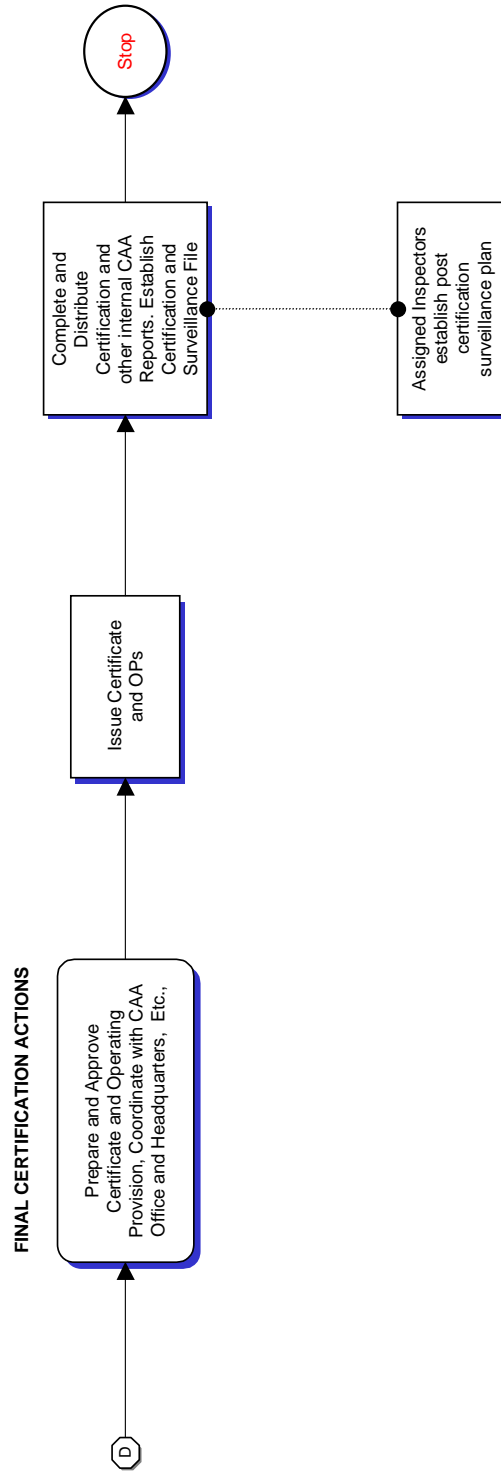 FINAL CERTIFICATION ACTIONS
D
Prepare and Approve
Certificate and Operating
Provision, Coordinate with CAA
Office and Headquarters, Etc.,
Issue Certificate
and OPs
Complete and
Distribute
Certification and
other internal CAA
Reports. Establish
Certification and
Surveillance File
Stop
Assigned Inspectors
establish post
certification
surveillance plan